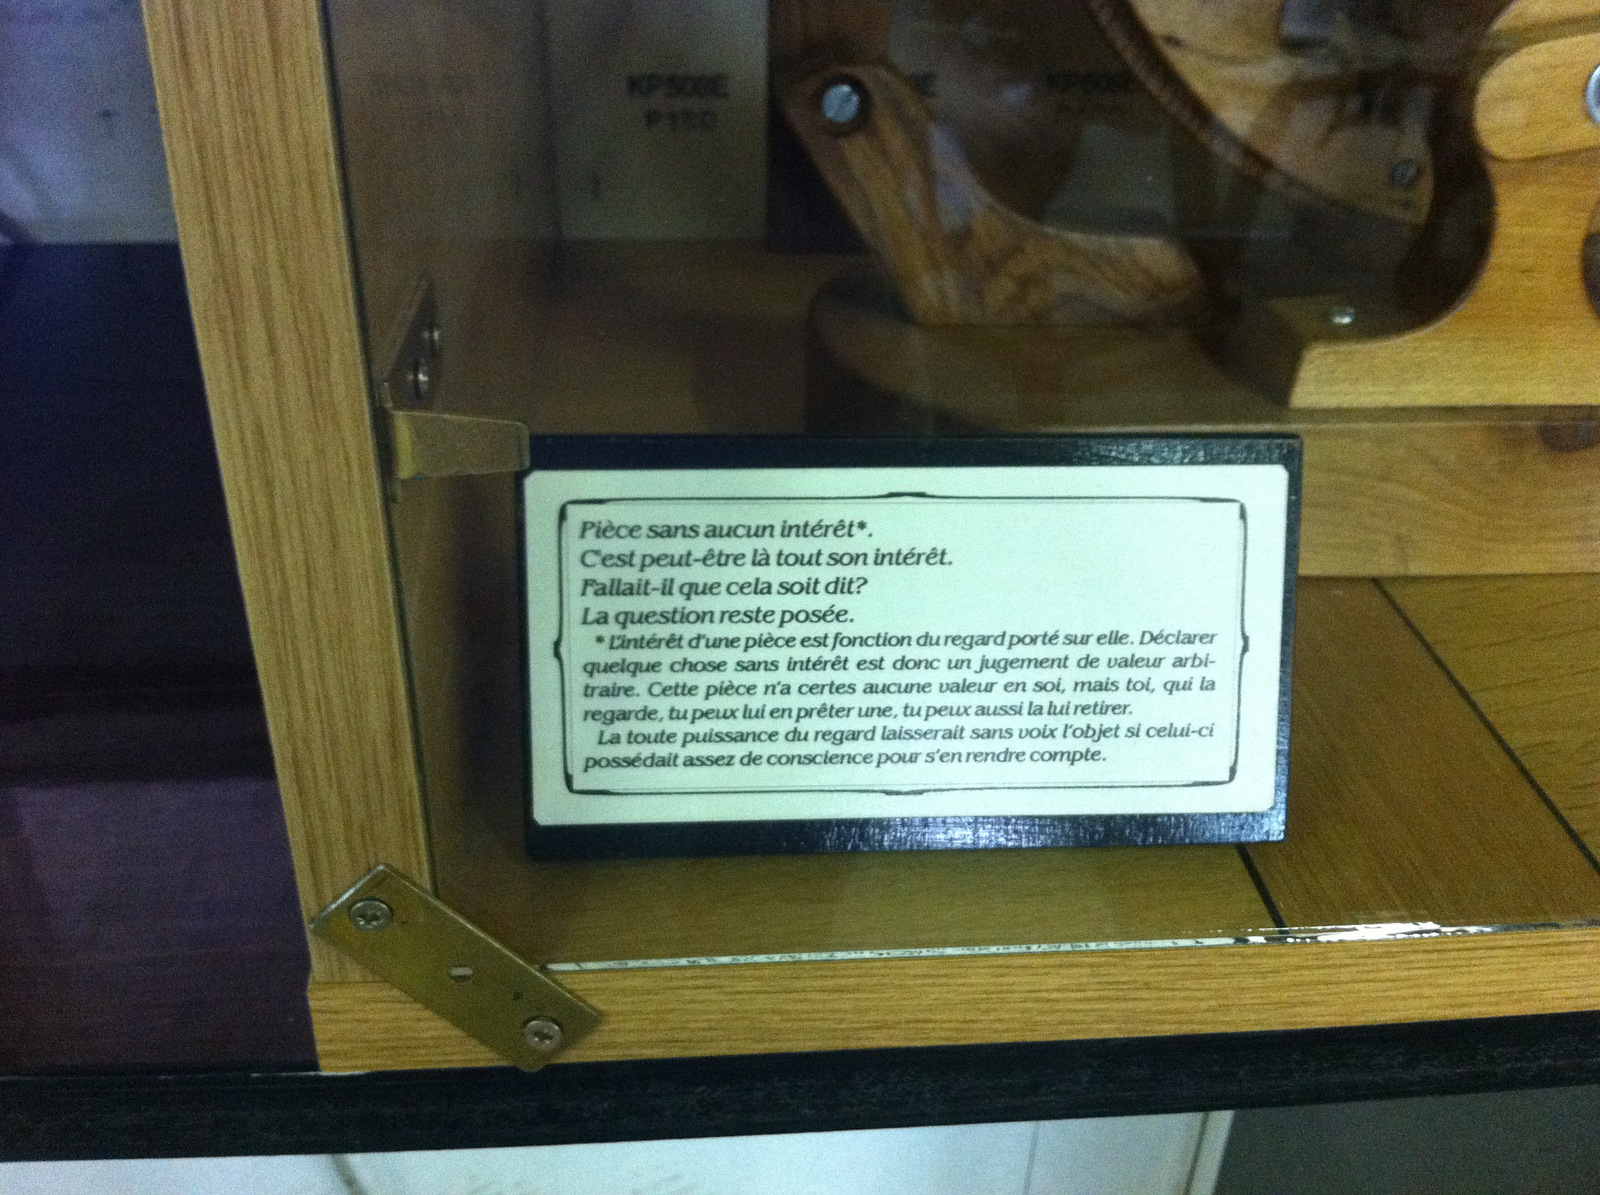 KP508E
P150
Pièce sans aucun intérêt*.
C'est peut-être là tout son intérêt.
Fallait-il que cela soit dit?
La question reste posée.
* L'intérêt d'une pièce est fonction du regard porté sur elle. Déclarer
quelque chose sans intérêt est donc un jugement de valeur arbi-
traire. Cette pièce n'a certes aucune valeur en soi, mais toi, qui la
regarde, tu peux lui en prêter une, tu peux aussi la lui retirer.
La toute puissance du regard laisserait sans voix l'objet si celui-ci
possédait assez de conscience pour s'en rendre compte.